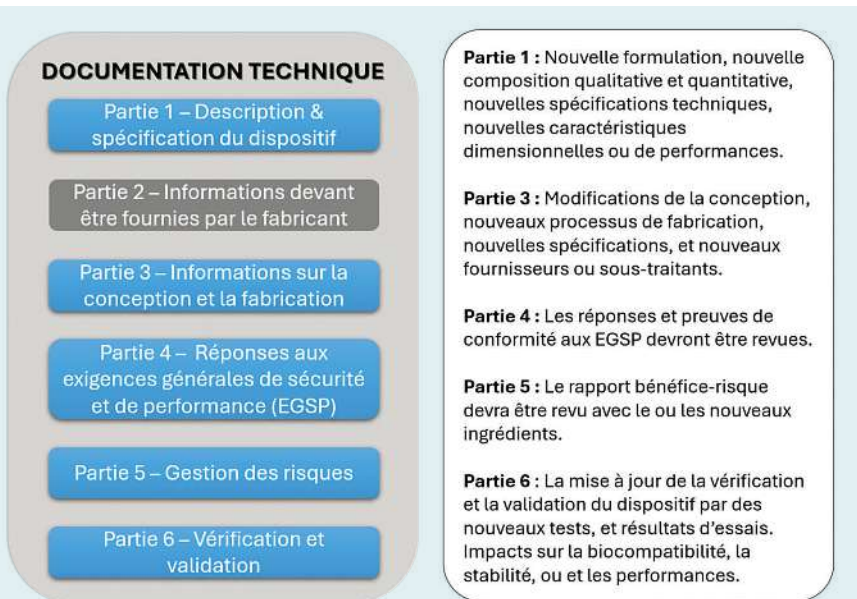 DOCUMENTATION TECHNIQUE
Partie 1 – Description &
spécification du dispositif
Partie 2 – Informations devant
être fournies par le fabricant
Partie 3 – Informations sur la
conception et la fabrication
Partie 4 – Réponses aux
exigences générales de sécurité
et de performance (EGSP)
Partie 5 – Gestion des risques
Partie 6 – Vérification et
validation
Partie 1 : Nouvelle formulation, nouvelle
composition qualitative et quantitative,
nouvelles spécifications techniques,
nouvelles caractéristiques
dimensionnelles ou de performances.
Partie 3 : Modifications de la conception,
nouveaux processus de fabrication,
nouvelles spécifications, et nouveaux
fournisseurs ou sous-traitants.
Partie 4 : Les réponses et preuves de
conformité aux EGSP devront être revues.
Partie 5 : Le rapport bénéfice-risque
devra être revu avec le ou les nouveaux
ingrédients.
Partie 6 : La mise à jour de la vérification
et la validation du dispositif par des
nouveaux tests, et résultats d'essais.
Impacts sur la biocompatibilité, la
stabilité, ou et les performances.